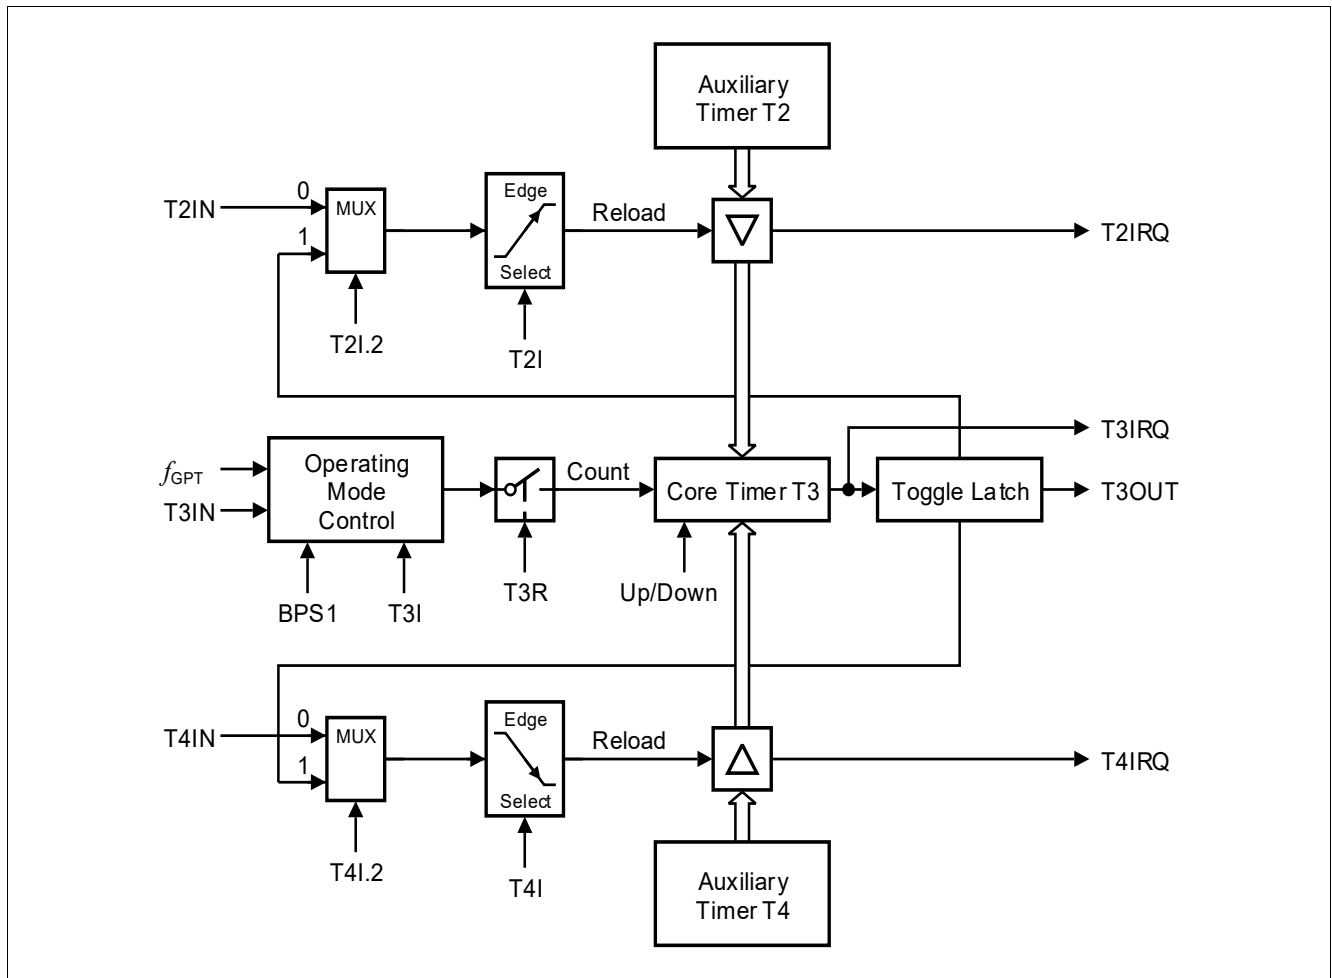 Auxiliary
Timer T2
T2IN
0
1
MUX
T2I.2
Edge
Select
T2I
Reload
T2IRQ
fGPT
T3IN
Operating
Mode
Control
BPS1
T3I
T3R
Count
Core Timer T3
Up/Down
Toggle Latch
T3IRQ
T3OUT
T4IN
0
1
MUX
T4I.2
Edge
Select
T4I
Reload
T4IRQ
Auxiliary
Timer T4